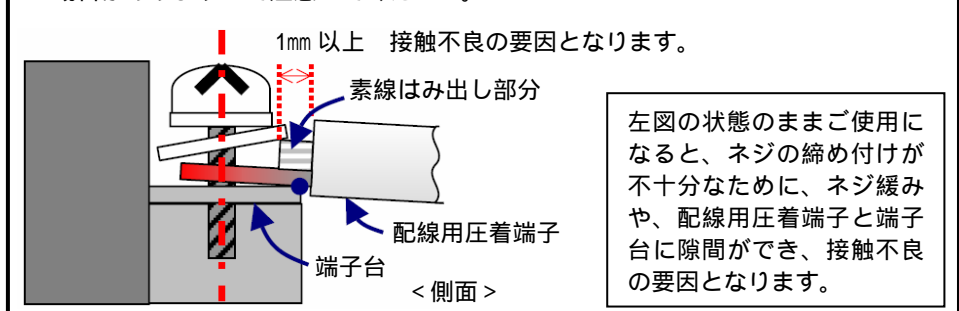 1mm 以上 接触不良の要因となります。
素線はみ出し部分
左図の状態のままご使用に
なると、ネジの締め付けが
不十分なために、ネジ緩み
や、配線用圧着端子と端子
台に隙間ができ、接触不良
の要因となります。
配線用圧着端子
端子台
＜側面＞